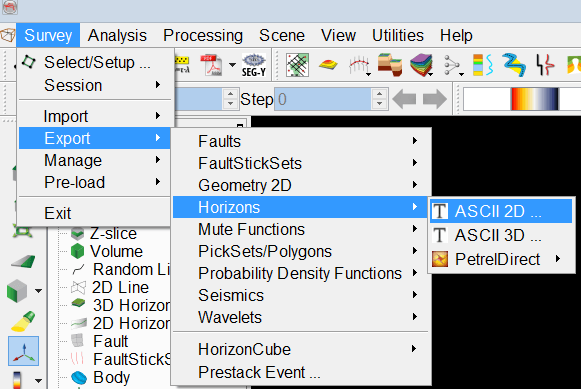 Survey Analysis Processing Scene View Utilities Help
Select/Setup ...
Session
SEG-Y
Import
Step 0
Export
Manage
Pre-load
Exit
Faults
FaultStickSets
Geometry 2D
Horizons
Mute Functions
PickSets/Polygons
Probability Density Functions
Seismics
Wavelets
HorizonCube
Prestack Event ...
T ASCII 2D ...
T ASCII 3D ...
PetrelDirect
Z-slice
Volume
Random Li
2D Line
3D Horizon
2D Horizon
Fault
FaultStickS
Body